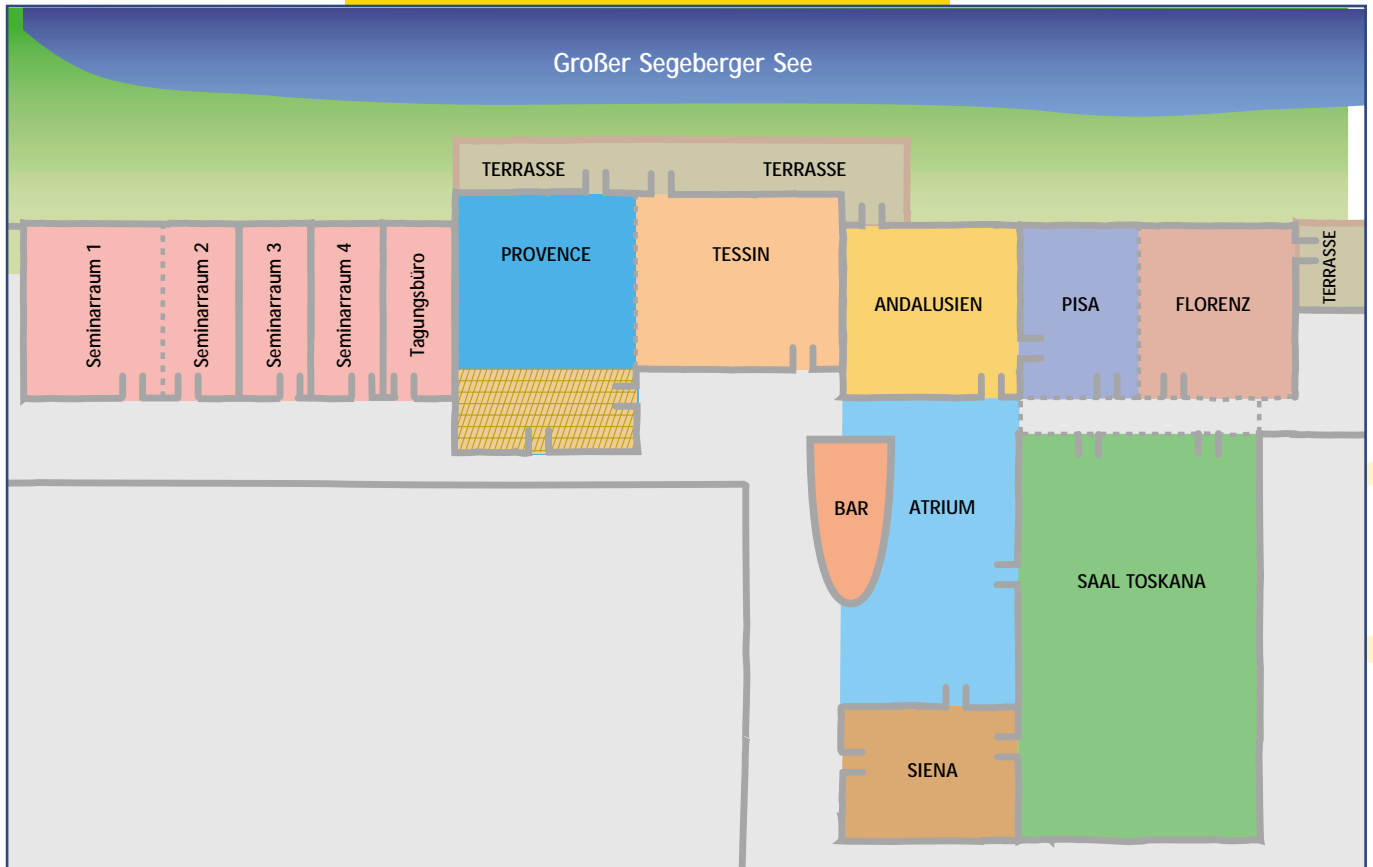 Großer Segeberger See
TERRASSE
TERRASSE
Seminarraum 1
Seminarraum 2
Seminarraum 3
Seminarraum 4
Tagungsbüro
PROVENCE
TESSIN
ANDALUSIEN
PISA
FLORENZ
TERRASSE
BAR
ATRIUM
SAAL TOSKANA
SIENA